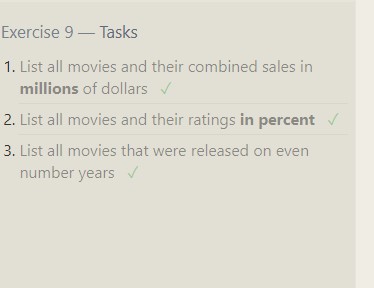 Exercise 9 — Tasks
1. List all movies and their combined sales in
millions of dollars ✓
2. List all movies and their ratings in percent ✓
3. List all movies that were released on even
number years ✓